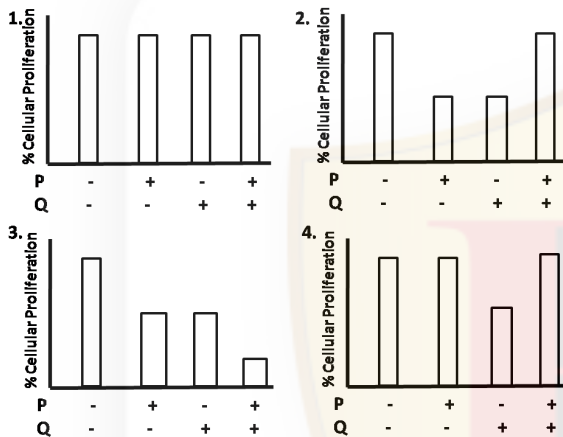 1.
% Cellular Proliferation
P - + - +
Q - - + +
2.
% Cellular Proliferation
P - + - +
Q - - + +
3.
% Cellular Proliferation
P - + - +
Q - - + +
4.
% Cellular Proliferation
P - + - +
Q - - + +